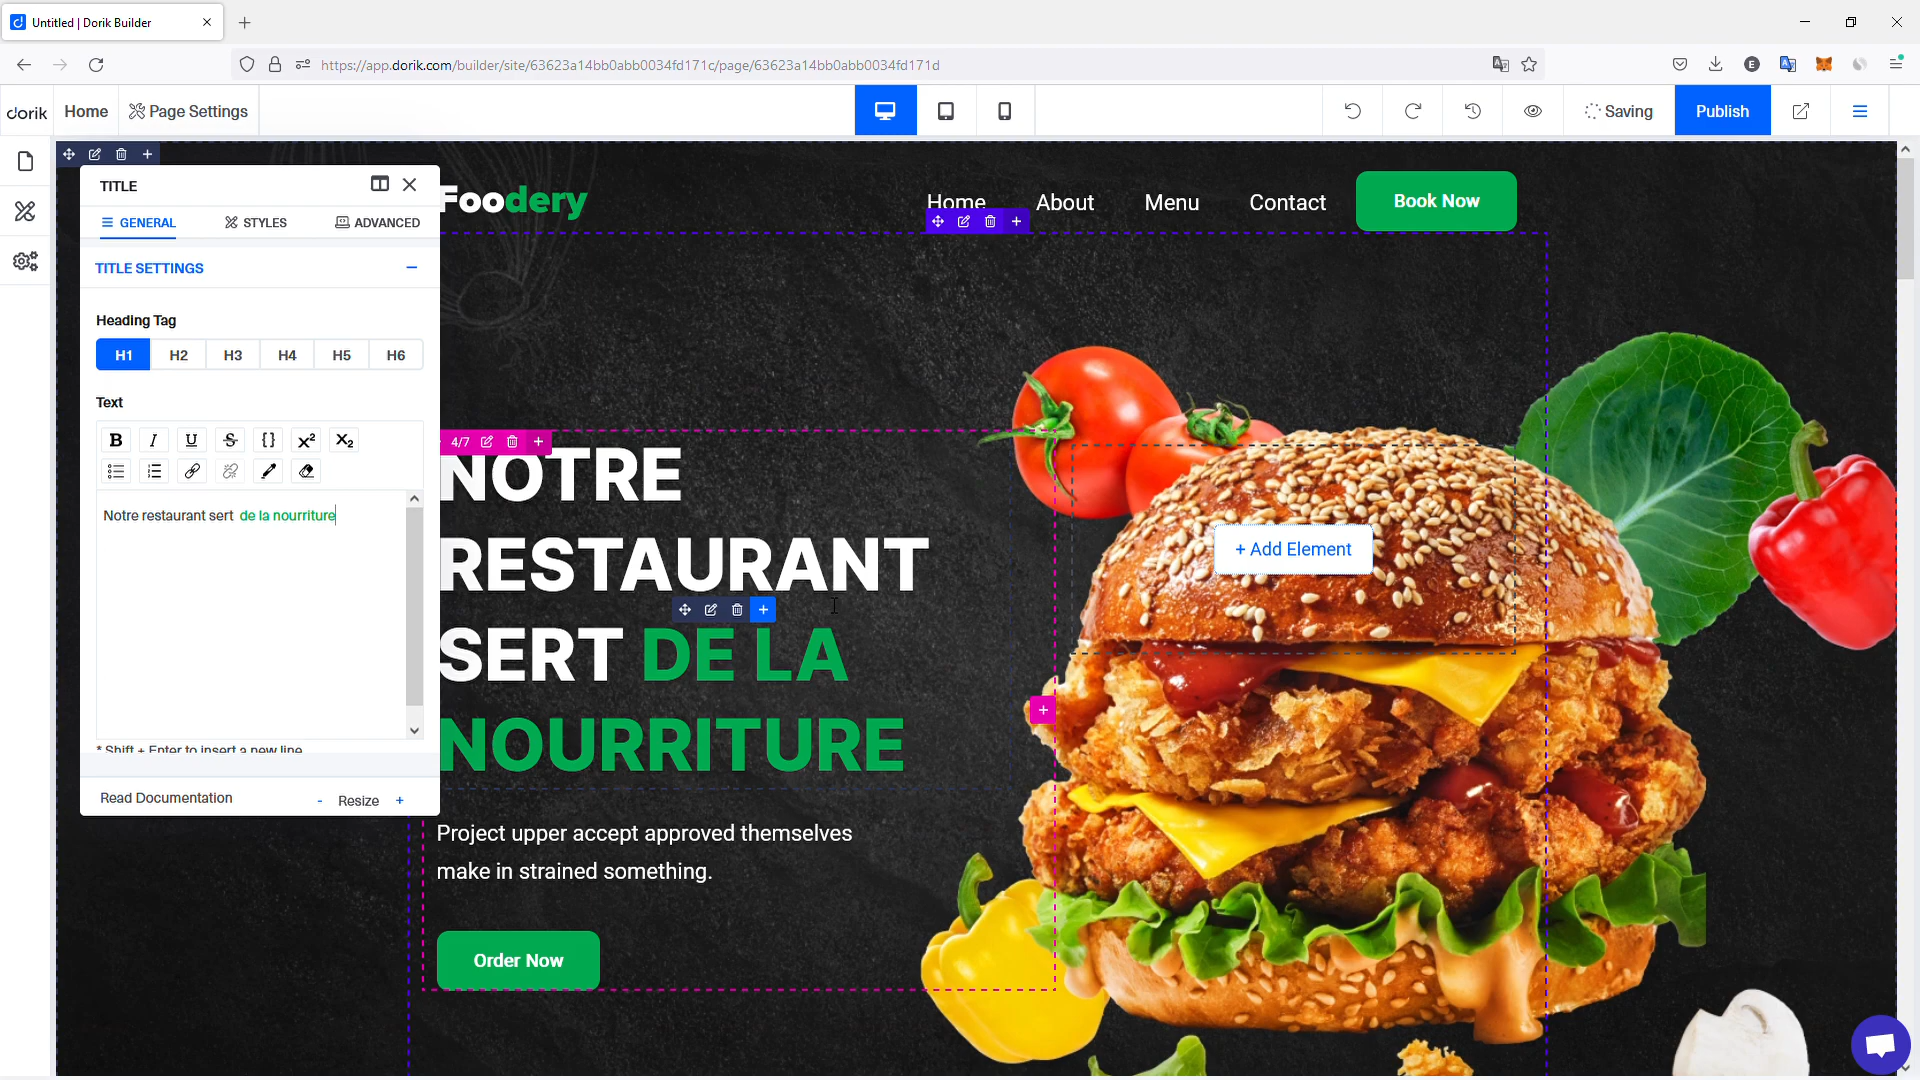 Untitled | Dorik Builder
https://app.dorik.com/builder/site/63623a14bb0abb0034fd171c/page/63623a14bb0abb0034fd171d
dorik Home Page Settings Saving Publish
TITLE
GENERAL STYLES ADVANCED
TITLE SETTINGS
Heading Tag
H1 H2 H3 H4 H5 H6
Text
B I U S {} X² X₂
Notre restaurant sert de la nourriture
* Shift + Enter to insert a new line
Read Documentation - Resize +
Foodery Home About Menu Contact Book Now
4/7
NOTRE
RESTAURANT
SERT DE LA
NOURRITURE
+ Add Element
Project upper accept approved themselves
make in strained something.
Order Now